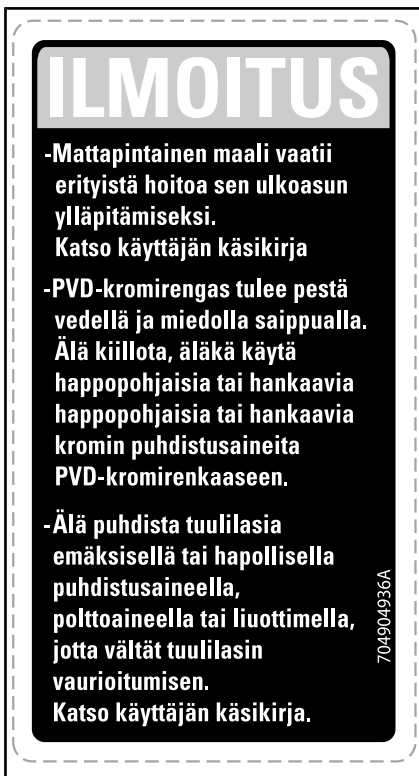 ILMOITUS
-Mattapintainen maali vaatii
erityistä hoitoa sen ulkoasun
ylläpitämiseksi.
Katso käyttäjän käsikirja
-PVD-kromirengas tulee pestä
vedellä ja miedolla saippualla.
Älä kiillota, äläkä käytä
happopohjaisia tai hankaavia
happopohjaisia tai hankaavia
kromin puhdistusaineita
PVD-kromirenkaaseen.
-Älä puhdista tuulilasia
emäksisellä tai hapollisella
puhdistusaineella,
polttoaineella tai liuottimella,
jotta vältät tuulilasin
vaurioitumisen.
Katso käyttäjän käsikirja.
704904936A